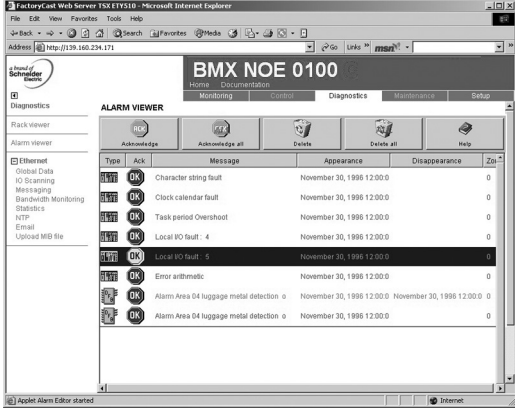 FactoryCast Web Server TSX ETY510 - Microsoft Internet Explorer
File Edit View Favorites Tools Help
Back Search Favorites Media
Address http://139.160.234.171 Go Links msn
a brand of
Schneider
Electric
BMX NOE 0100
Home Documentation
Monitoring Control Diagnostics Maintenance Setup
Diagnostics
Rack viewer
Alarm viewer
Ethernet
Global Data
IO Scanning
Messaging
Bandwidth Monitoring
Statistics
NTP
Email
Upload MIB file
ALARM VIEWER
Acknowledge Acknowledge all Delete Delete all Help
Type Ack Message Appearance Disappearance Zo
OK Character string fault November 30, 1996 12:00:0 0
OK Clock calendar fault November 30, 1996 12:00:0 0
OK Task period Overshoot November 30, 1996 12:00:0 0
OK Local I/O fault : 4 November 30, 1996 12:00:0 0
OK Local I/O fault : 5 November 30, 1996 12:00:0 0
OK Error arithmetic November 30, 1996 12:00:0 0
OK Alarm Area 04 luggage metal detection o November 30, 1996 12:00:0 November 30, 1996 12:00:0 0
OK Alarm Area 04 luggage metal detection o November 30, 1996 12:00:0 0
Applet Alarm Editor started Internet